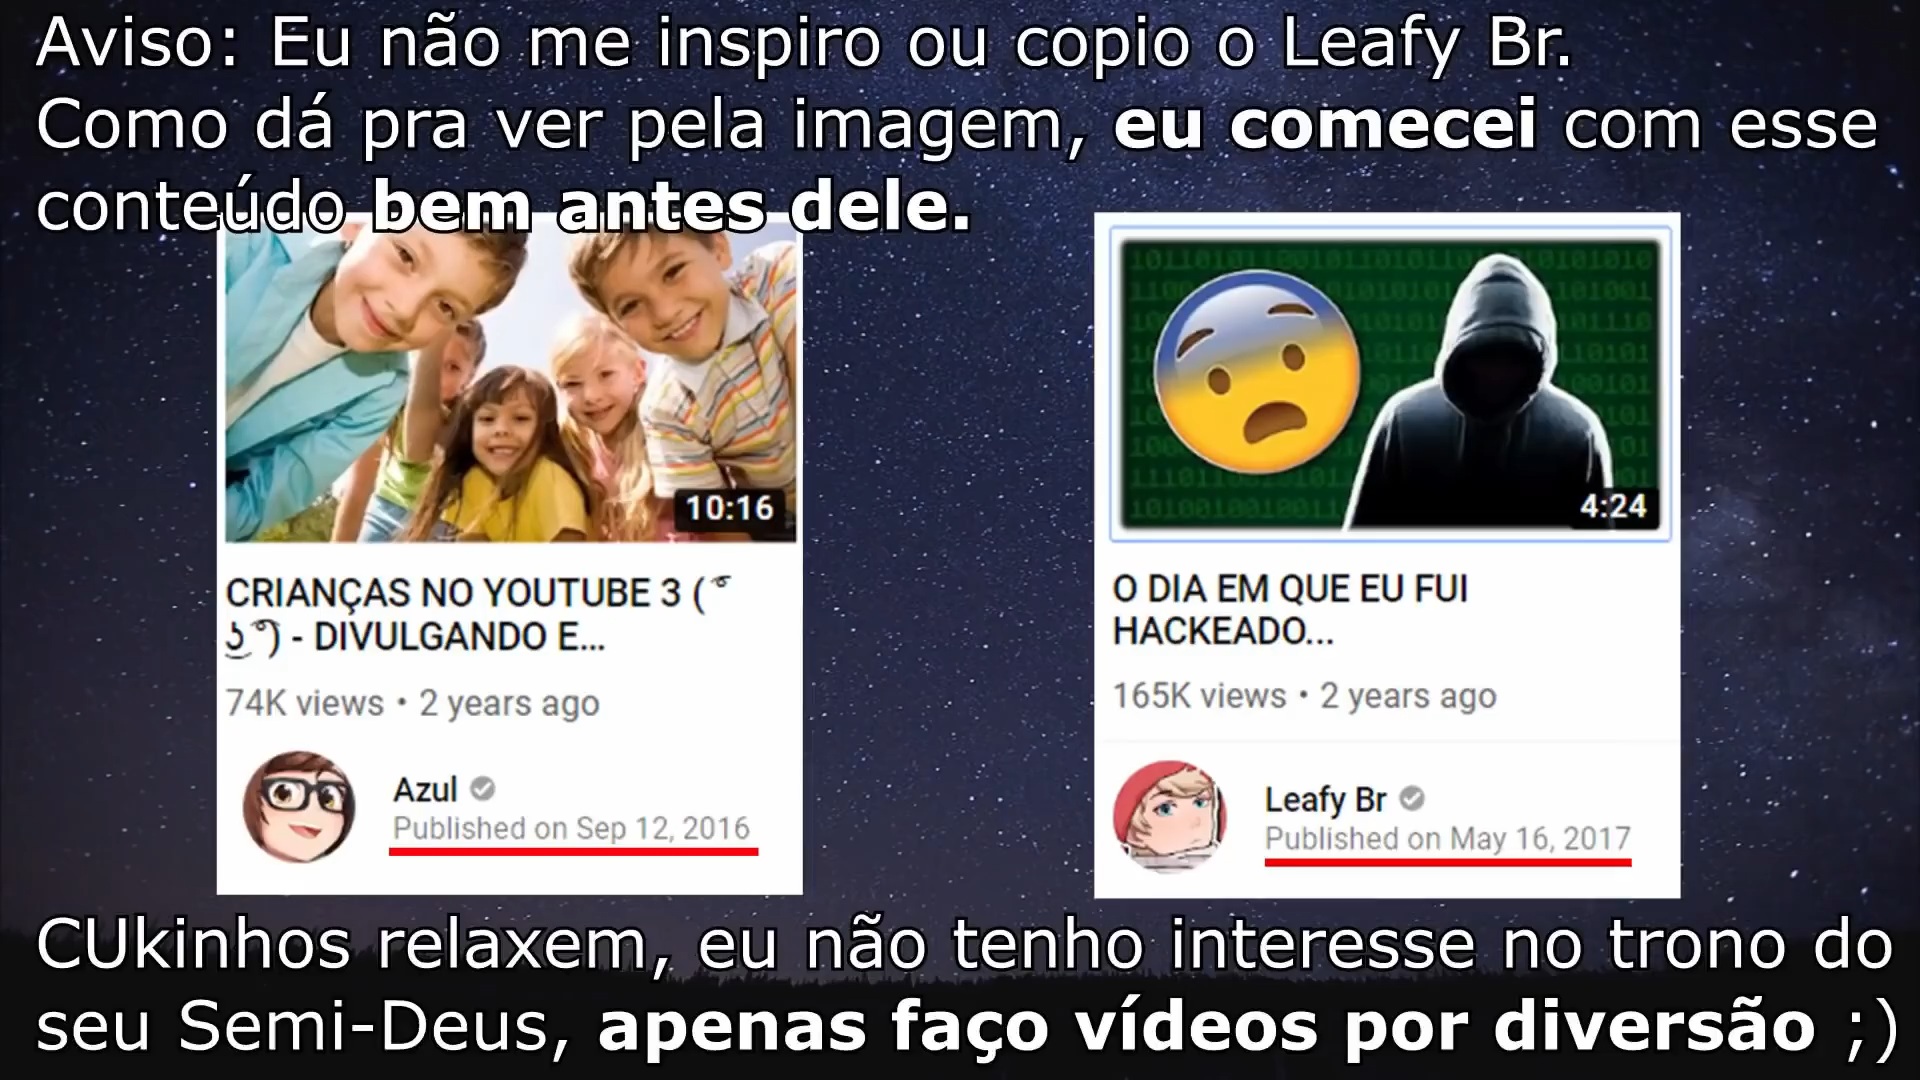 Aviso: Eu não me inspiro ou copio o Leafy Br.
Como dá pra ver pela imagem, eu comecei com esse
conteúdo bem antes dele.
10:16
CRIANÇAS NO YOUTUBE 3 ( ͡°
͜ʖ ͡°) - DIVULGANDO E...
74K views • 2 years ago
Azul
Published on Sep 12, 2016
4:24
O DIA EM QUE EU FUI
HACKEADO...
165K views • 2 years ago
Leafy Br
Published on May 16, 2017
CUkinhos relaxem, eu não tenho interesse no trono do
seu Semi-Deus, apenas faço vídeos por diversão ;)